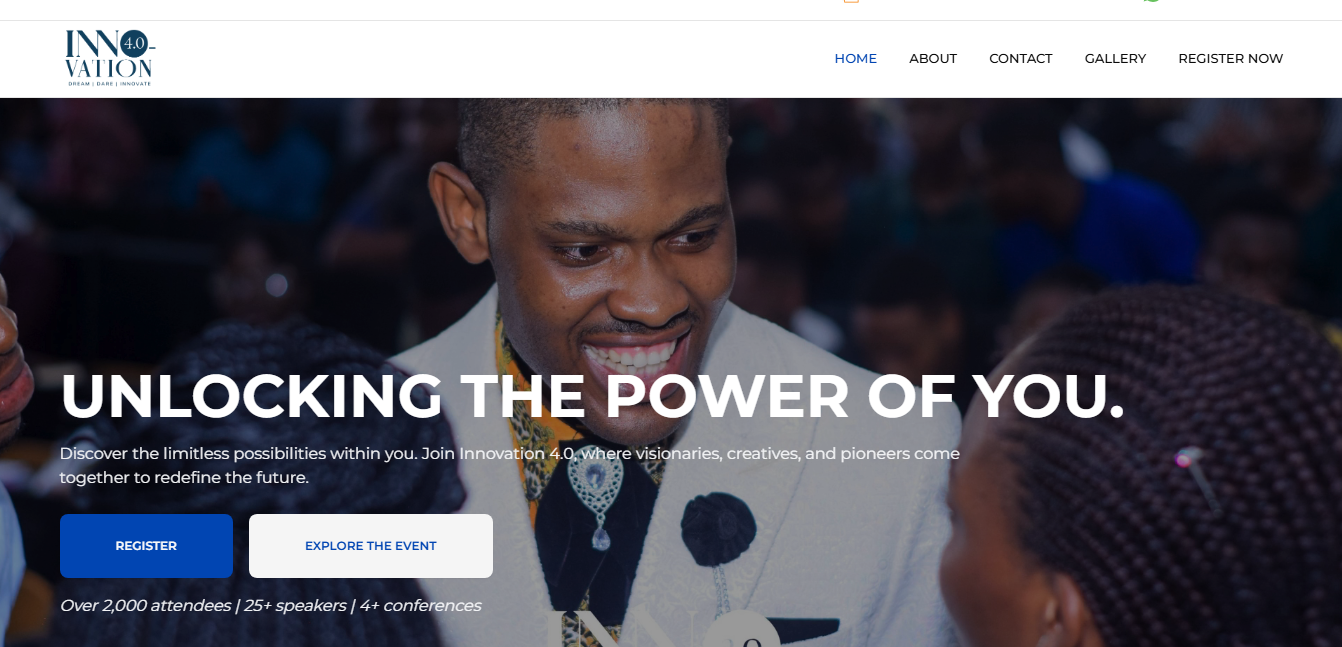 INNO
4.0-
VATION
DREAM | DARE | INNOVATE
HOME
ABOUT
CONTACT
GALLERY
REGISTER NOW
UNLOCKING THE POWER OF YOU.
Discover the limitless possibilities within you. Join Innovation 4.0, where visionaries, creatives, and pioneers come
together to redefine the future.
REGISTER
EXPLORE THE EVENT
Over 2,000 attendees | 25+ speakers | 4+ conferences